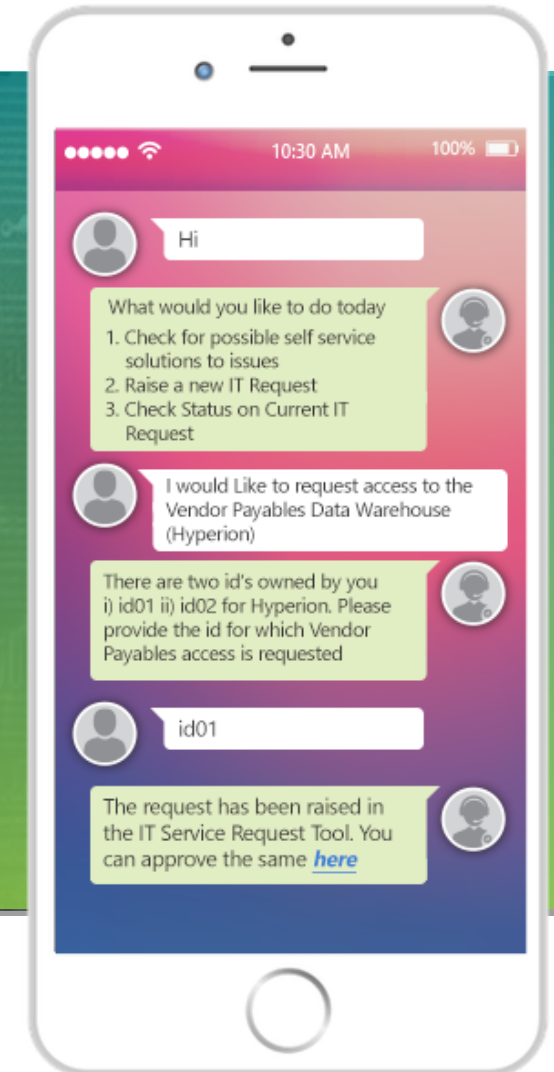 10:30 AM
100%
Hi
What would you like to do today
1. Check for possible self service
solutions to issues
2. Raise a new IT Request
3. Check Status on Current IT
Request
I would Like to request access to the
Vendor Payables Data Warehouse
(Hyperion)
There are two id's owned by you
i) id01 ii) id02 for Hyperion. Please
provide the id for which Vendor
Payables access is requested
id01
The request has been raised in
the IT Service Request Tool. You
can approve the same here